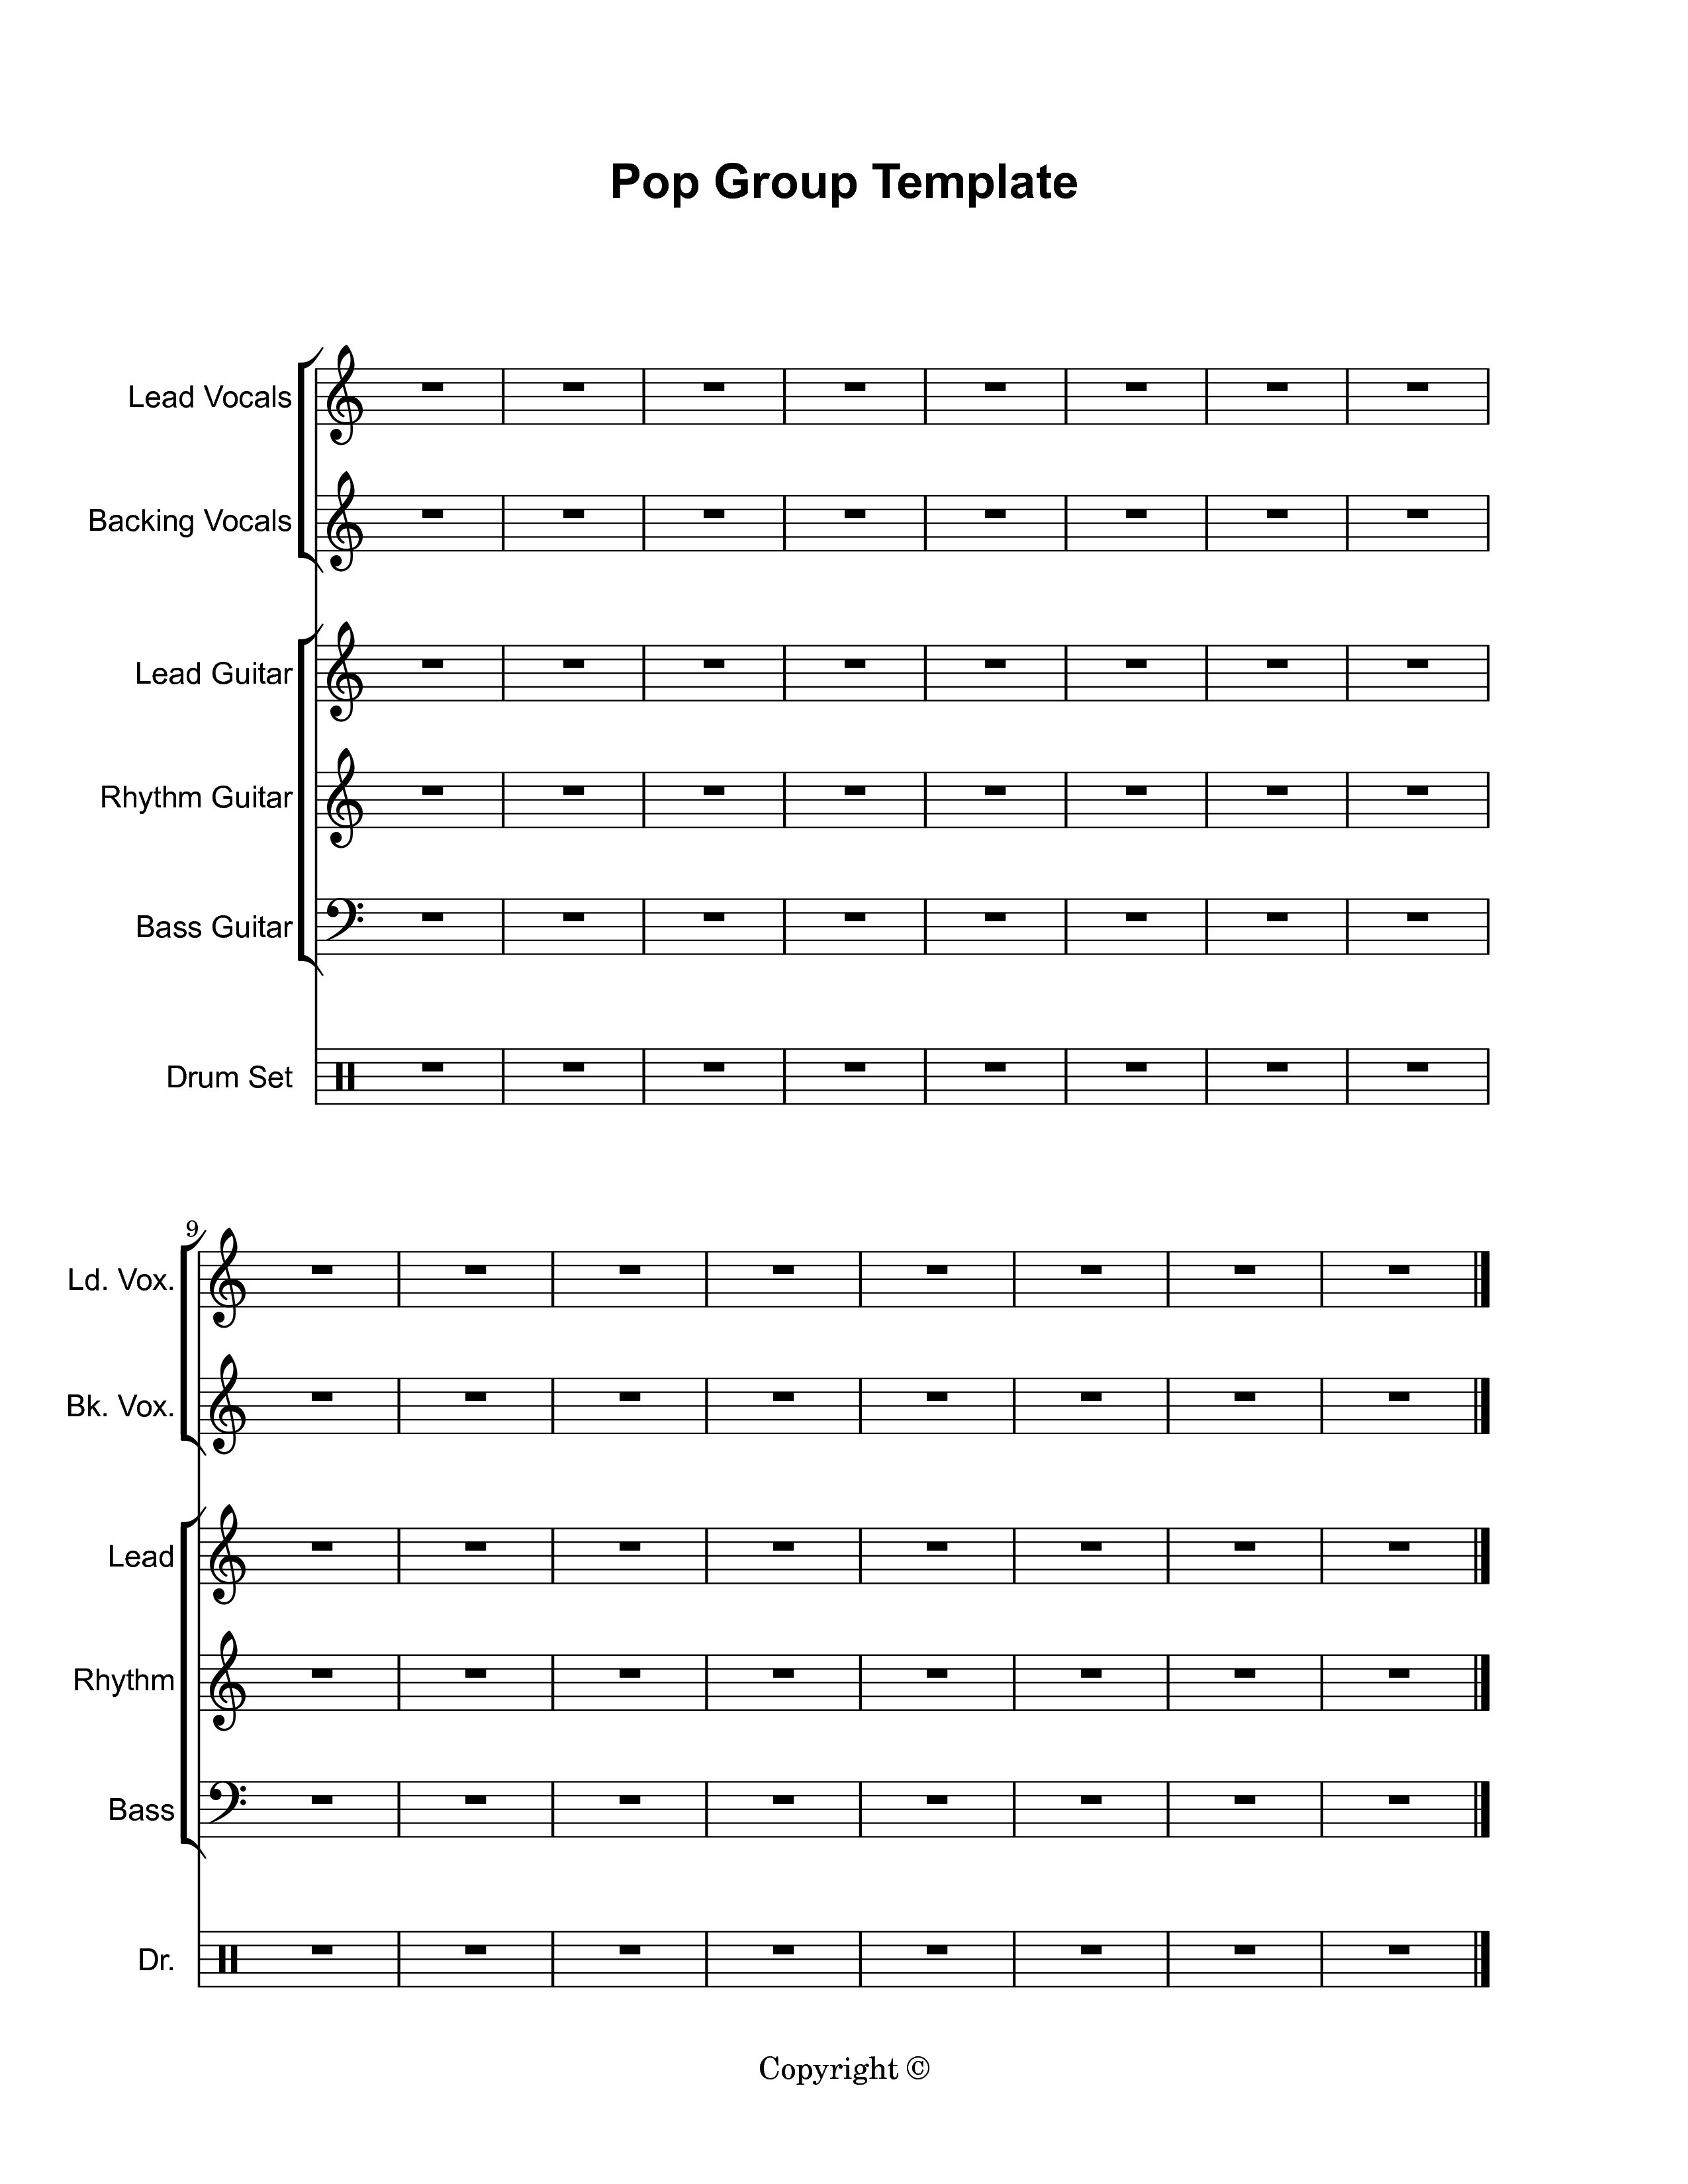 Pop Group Template
Lead Vocals
Backing Vocals
Lead Guitar
Rhythm Guitar
Bass Guitar
Drum Set
9
Ld. Vox.
Bk. Vox.
Lead
Rhythm
Bass
Dr.
Copyright ©